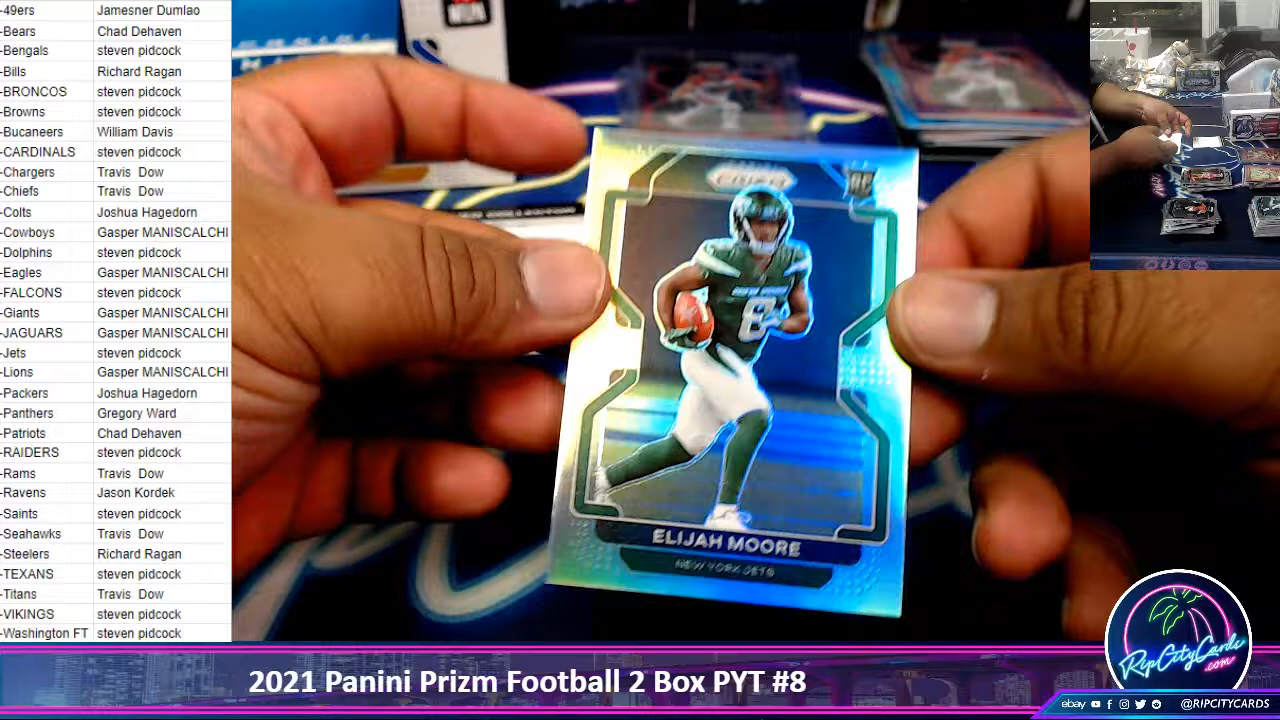 -49ers Jamesner Dumlao
-Bears Chad Dehaven
-Bengals steven pidcock
-Bills Richard Ragan
-BRONCOS steven pidcock
-Browns steven pidcock
-Bucaneers William Davis
-CARDINALS steven pidcock
-Chargers Travis Dow
-Chiefs Travis Dow
-Colts Joshua Hagedorn
-Cowboys Gasper MANISCALCHI
-Dolphins steven pidcock
-Eagles Gasper MANISCALCHI
-FALCONS steven pidcock
-Giants Gasper MANISCALCHI
-JAGUARS Gasper MANISCALCHI
-Jets steven pidcock
-Lions Gasper MANISCALCHI
-Packers Joshua Hagedorn
-Panthers Gregory Ward
-Patriots Chad Dehaven
-RAIDERS steven pidcock
-Rams Travis Dow
-Ravens Jason Kordek
-Saints steven pidcock
-Seahawks Travis Dow
-Steelers Richard Ragan
-TEXANS steven pidcock
-Titans Travis Dow
-VIKINGS steven pidcock
-Washington FT steven pidcock
PRIZM
RC
8
ELIJAH MOORE
NEW YORK JETS
RipCityCards
.com
2021 Panini Prizm Football 2 Box PYT #8
ebay @RIPCITYCARDS